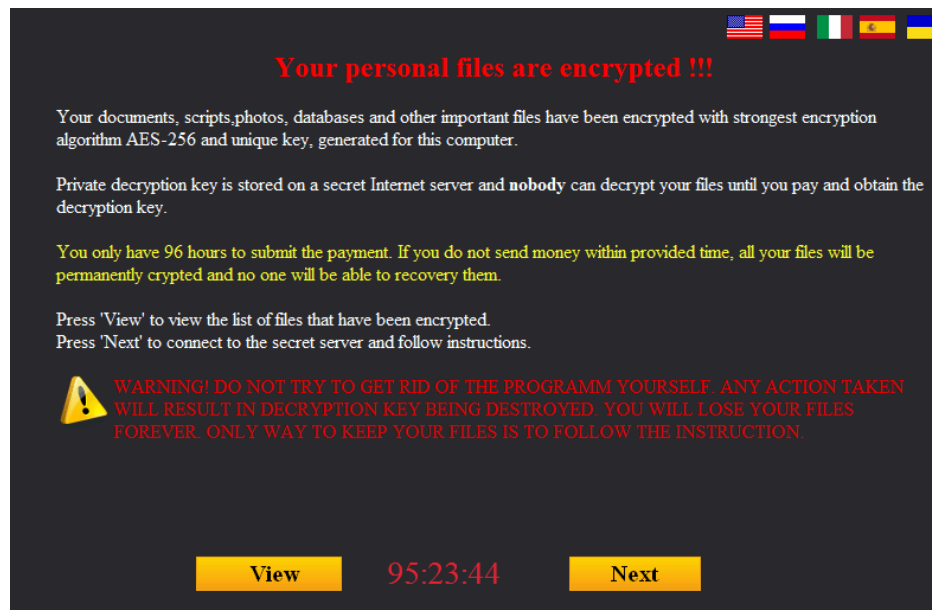 Your personal files are encrypted !!!
Your documents, scripts,photos, databases and other important files have been encrypted with strongest encryption
algorithm AES-256 and unique key, generated for this computer.
Private decryption key is stored on a secret Internet server and nobody can decrypt your files until you pay and obtain the
decryption key.
You only have 96 hours to submit the payment. If you do not send money within provided time, all your files will be
permanently crypted and no one will be able to recovery them.
Press 'View' to view the list of files that have been encrypted.
Press 'Next' to connect to the secret server and follow instructions.
WARNING! DO NOT TRY TO GET RID OF THE PROGRAMM YOURSELF. ANY ACTION TAKEN
WILL RESULT IN DECRYPTION KEY BEING DESTROYED. YOU WILL LOSE YOUR FILES
FOREVER. ONLY WAY TO KEEP YOUR FILES IS TO FOLLOW THE INSTRUCTION.
View 95:23:44 Next